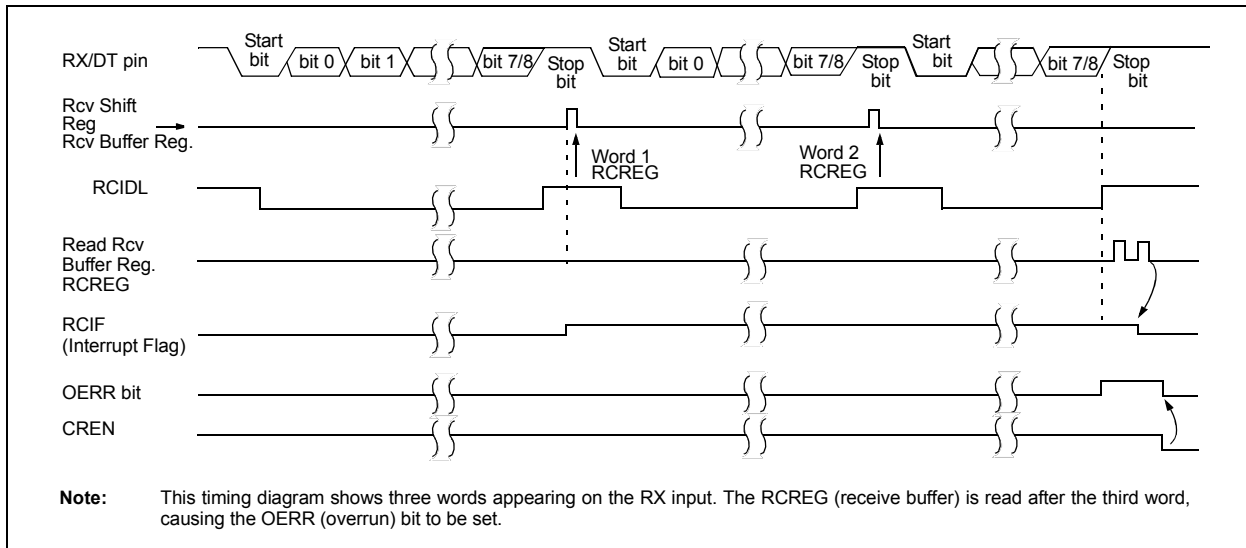 Start
bit
bit 0
bit 1
bit 7/8
Stop
bit
Start
bit
bit 0
bit 7/8
Stop
bit
Start
bit
bit 7/8
Stop
bit
RX/DT pin
Rcv Shift
Reg
Rcv Buffer Reg.
Word 1
RCREG
Word 2
RCREG
RCIDL
Read Rcv
Buffer Reg.
RCREG
RCIF
(Interrupt Flag)
OERR bit
CREN
Note: This timing diagram shows three words appearing on the RX input. The RCREG (receive buffer) is read after the third word,
causing the OERR (overrun) bit to be set.